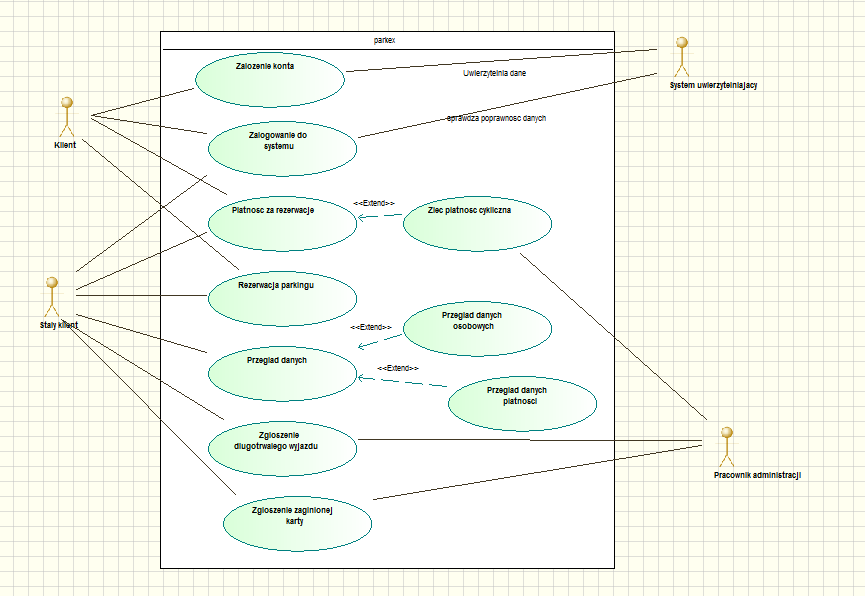 parkex
Zalozenie konta
Uwierzytelnia dane
System uwierzytelniajacy
Klient
Zalogowanie do
systemu
sprawdza poprawnosc danych
Platnosc za rezerwacje
<<Extend>>
Zlec platnosc cykliczna
Rezerwacja parkingu
Staly klient
<<Extend>>
Przeglad danych
osobowych
Przeglad danych
<<Extend>>
Przeglad danych
platnosci
Zgloszenie
dlugotrwalego wyjazdu
Pracownik administracji
Zgloszenie zaginionej
karty